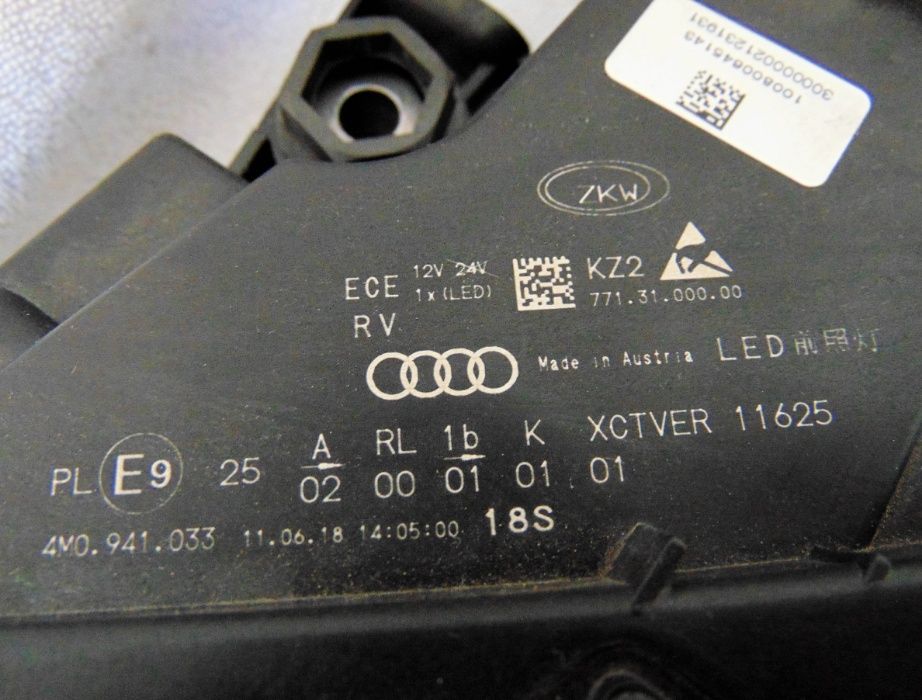 100800845143
3000000021231931
ZKW
ECE 12V 24V KZ2
1x(LED) 771.31.000.00
RV
Made in Austria LED前照灯
A RL 1b K XCTVER 11625
PL E9 25 02 00 01 01 01
4M0.941.033 11.06.18 14:05:00 18S